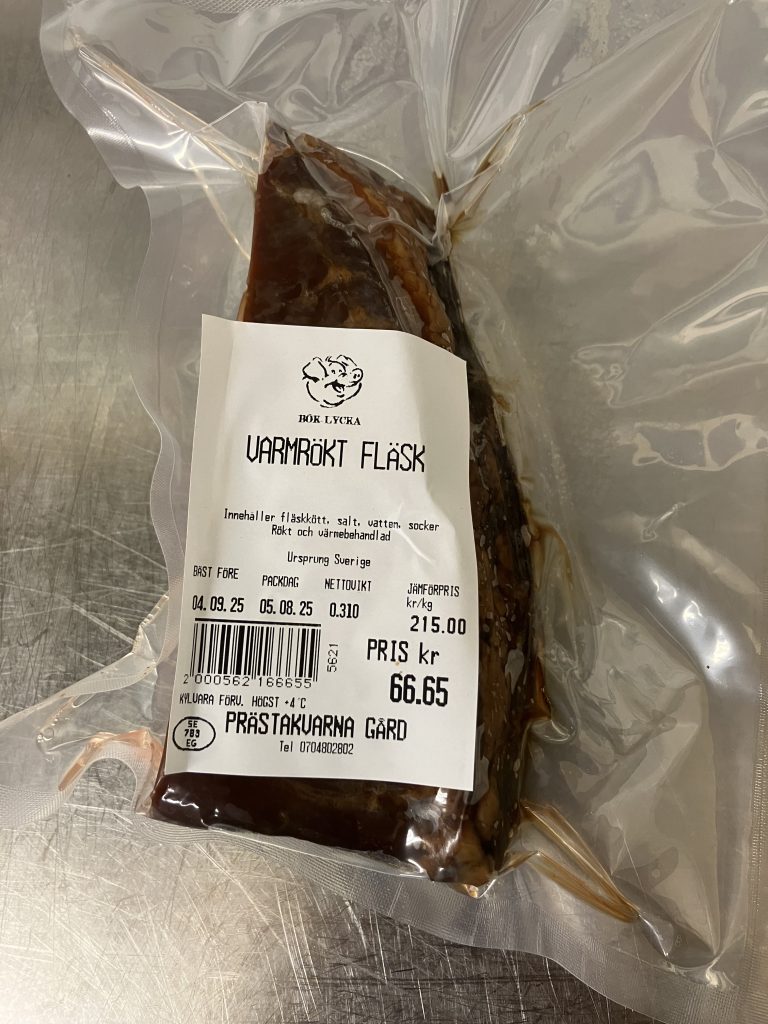 BÖK LYCKA
VARMRÖKT FLÄSK
Innehåller fläskkött, salt, vatten, socker
Rökt och värmebehandlad
Ursprung Sverige
BÄST FÖRE PACKDAG NETTOVIKT JÄMFÖRPRIS
kr/kg
04.09.25 05.08.25 0.310 215.00
5621
PRIS kr
66.65
2 000562 166655
KYLVARA FÖRV. HÖGST +4°C
SE
783
EG
PRÄSTAKVARNA GÅRD
Tel 0704802802